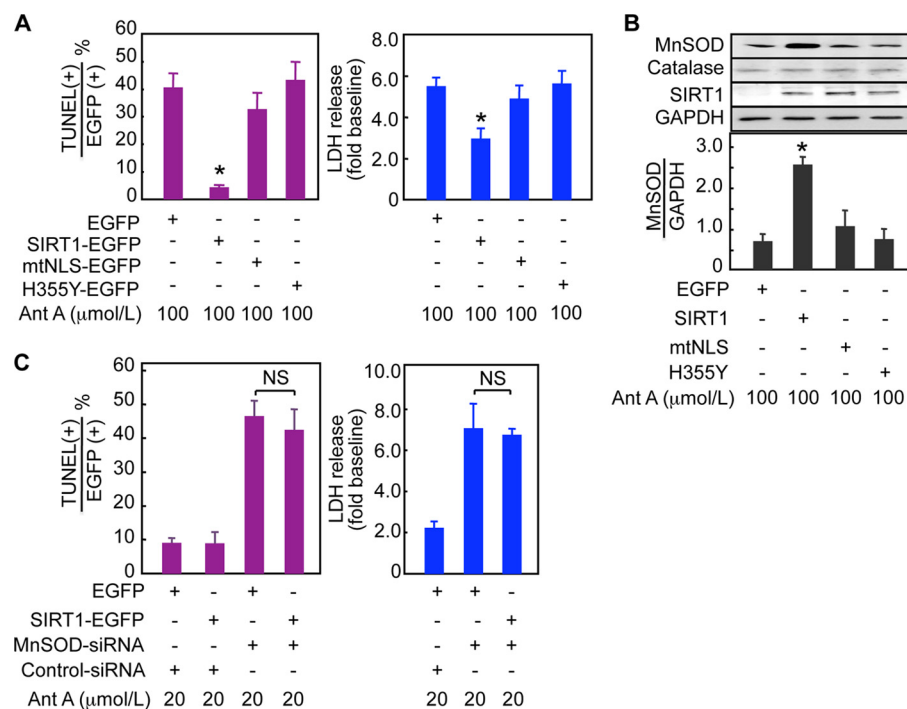 A
TUNEL(+)
EGFP (+)
%
60
50
40
30
20
10
0
*
EGFP + - - -
SIRT1-EGFP - + - -
mtNLS-EGFP - - + -
H355Y-EGFP - - - +
Ant A (μmol/L) 100 100 100 100
LDH release
(fold baseline)
8.0
6.0
4.0
2.0
0
*
+ - - -
- + - -
- - + -
- - - +
100 100 100 100
B
MnSOD
Catalase
SIRT1
GAPDH
MnSOD
GAPDH
3.0
2.0
1.0
0
*
EGFP + - - -
SIRT1 - + - -
mtNLS - - + -
H355Y - - - +
Ant A (μmol/L) 100 100 100 100
C
TUNEL(+)
EGFP (+)
%
60
50
40
30
20
10
0
NS
EGFP + - + -
SIRT1-EGFP - + - +
MnSOD-siRNA - - + +
Control-siRNA + + - -
Ant A (μmol/L) 20 20 20 20
LDH release
(fold baseline)
10.0
8.0
6.0
4.0
2.0
0
NS
+ + -
- - +
- + +
+ - -
20 20 20